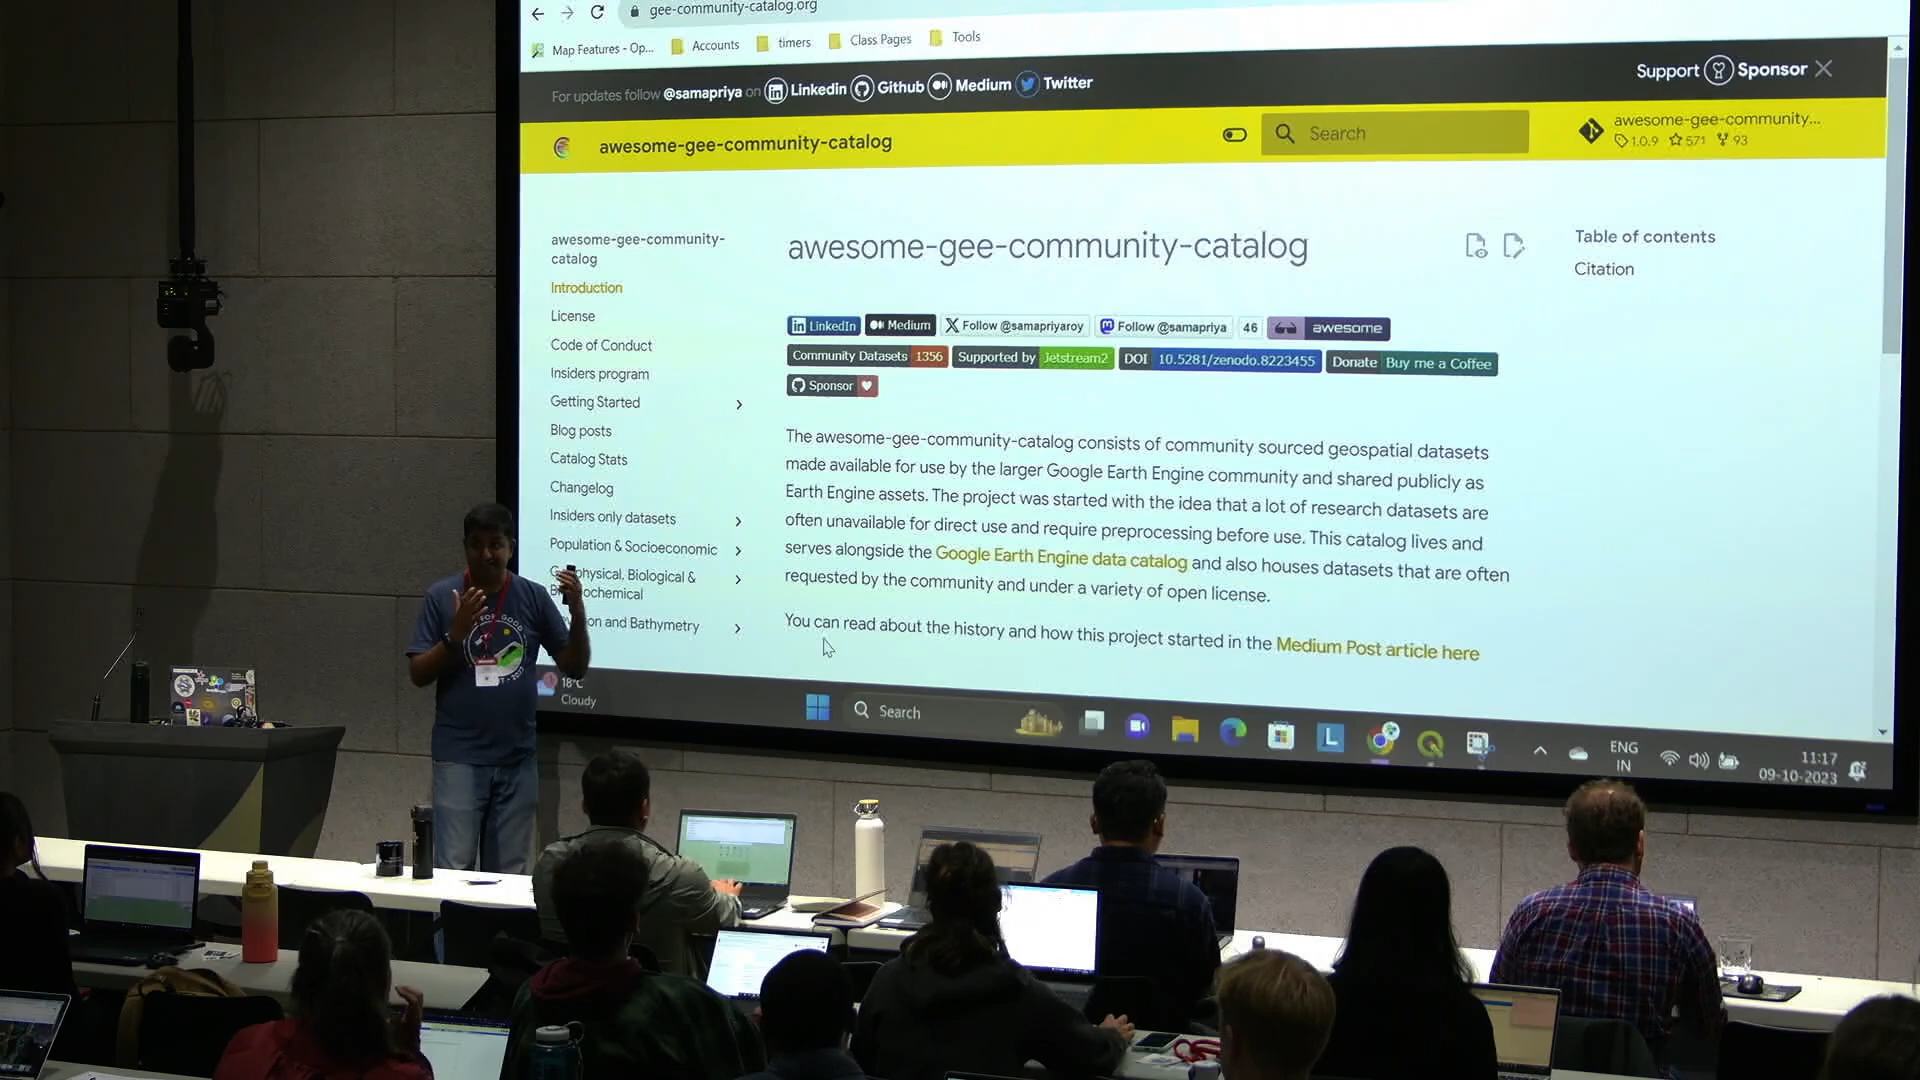 gee-community-catalog.org
Map Features - Op... Accounts timers Class Pages Tools
For updates follow @samapriya on Linkedin Github Medium Twitter
Support Sponsor
awesome-gee-community-catalog
Search
awesome-gee-community...
1.0.9 571 93
awesome-gee-community-
catalog
Introduction
License
Code of Conduct
Insiders program
Getting Started
Blog posts
Catalog Stats
Changelog
Insiders only datasets
Population & Socioeconomic
physical, Biological &
ochemical
on and Bathymetry
awesome-gee-community-catalog
in LinkedIn Medium X Follow @samapriyaroy Follow @samapriya 46 awesome
Community Datasets 1356 Supported by Jetstream2 DOI 10.5281/zenodo.8223455 Donate Buy me a Coffee
Sponsor
The awesome-gee-community-catalog consists of community sourced geospatial datasets
made available for use by the larger Google Earth Engine community and shared publicly as
Earth Engine assets. The project was started with the idea that a lot of research datasets are
often unavailable for direct use and require preprocessing before use. This catalog lives and
serves alongside the Google Earth Engine data catalog and also houses datasets that are often
requested by the community and under a variety of open license.
You can read about the history and how this project started in the Medium Post article here
Table of contents
Citation
18°C
Cloudy
Search
ENG
IN
11:17
09-10-2023
FOR GOOD